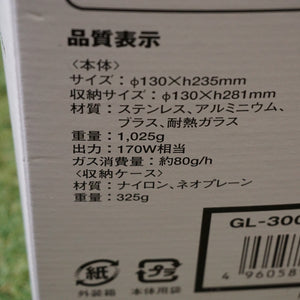 品質表示
〈本体〉
サイズ：φ130×h235mm
収納サイズ：φ130×h281mm
材質：ステンレス、アルミニウム、
ブラス、耐熱ガラス
重量：1,025g
出力：170W相当
ガス消費量：約80g/h
〈収納ケース〉
材質：ナイロン、ネオプレーン
重量：325g
GL-300
紙 プラ
外装箱 本体用袋
4 96058